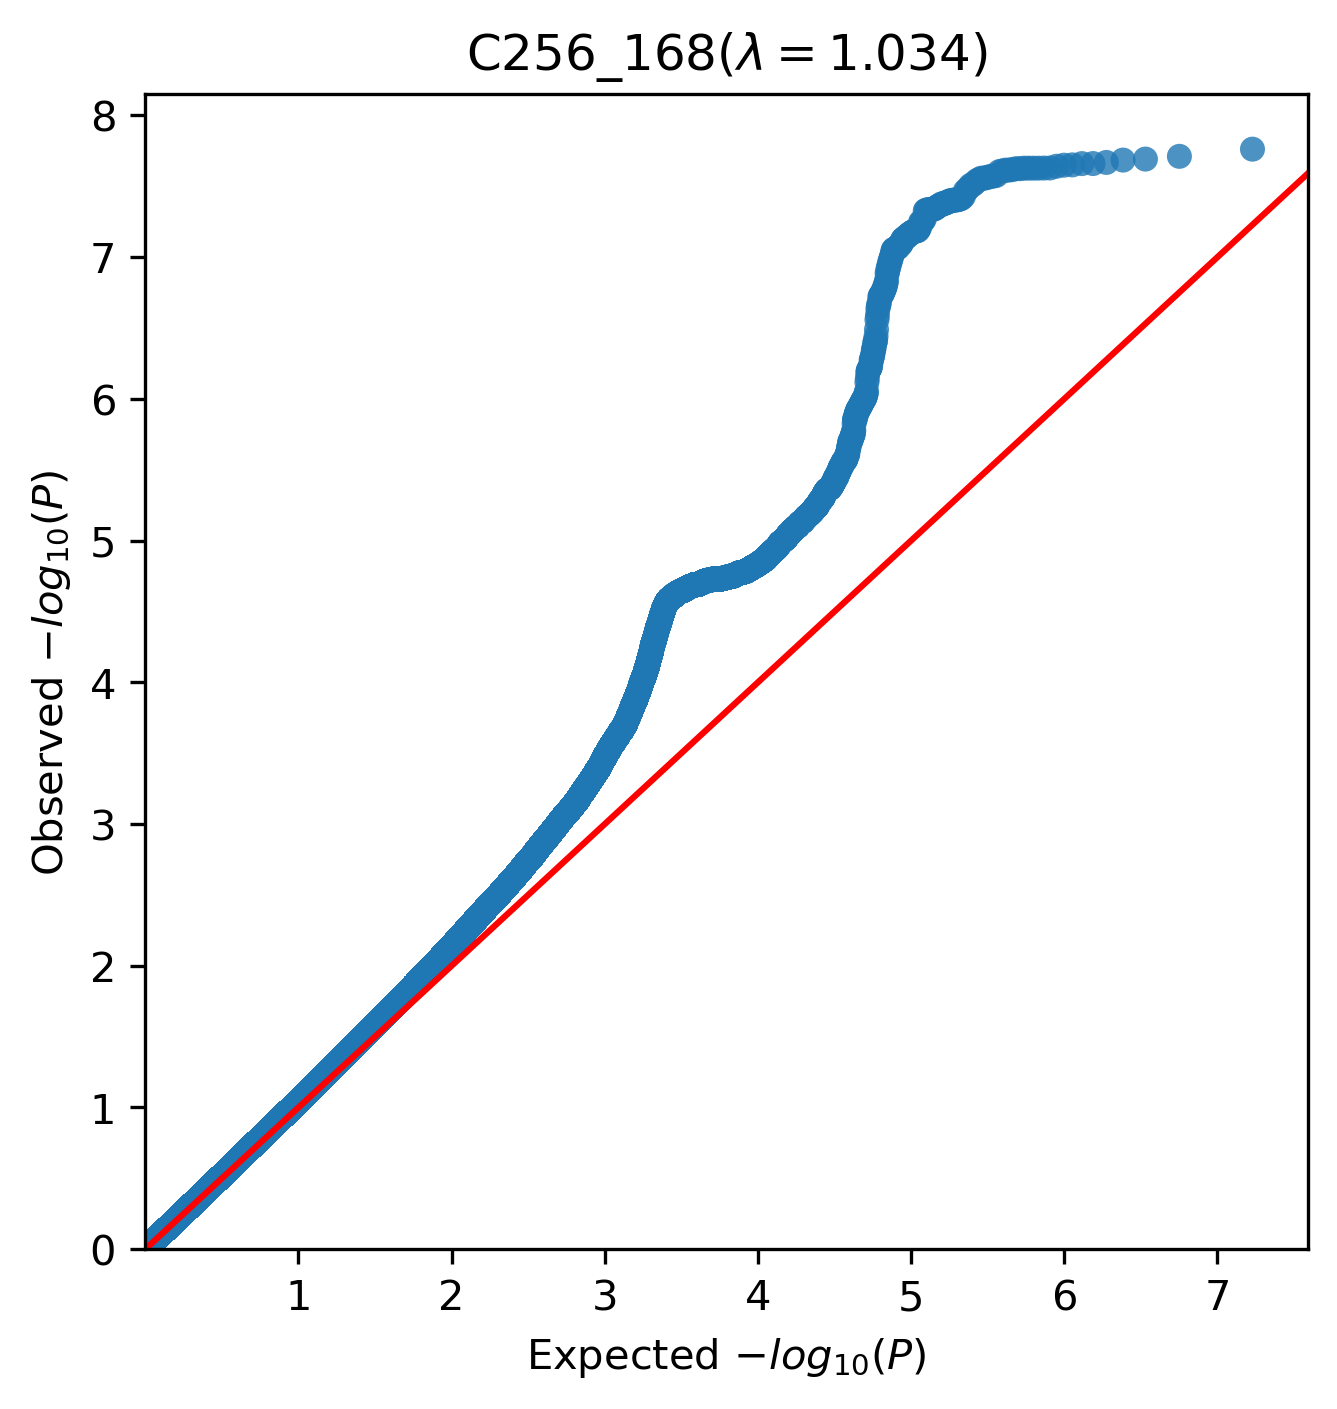 C256_168(λ = 1.034)
8
7
6
5
4
3
2
1
0
Observed −log10(P)
1 2 3 4 5 6 7
Expected −log10(P)